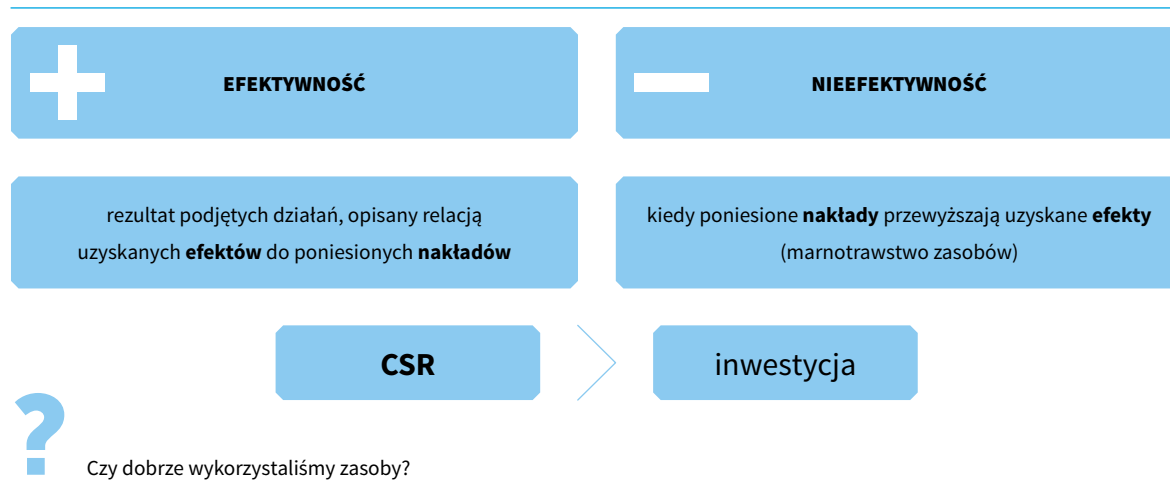 EFEKTYWNOŚĆ
NIEEFEKTYWNOŚĆ
rezultat podjętych działań, opisany relacją
uzyskanych efektów do poniesionych nakładów
kiedy poniesione nakłady przewyższają uzyskane efekty
(marnotrawstwo zasobów)
CSR
inwestycja
?
Czy dobrze wykorzystaliśmy zasoby?